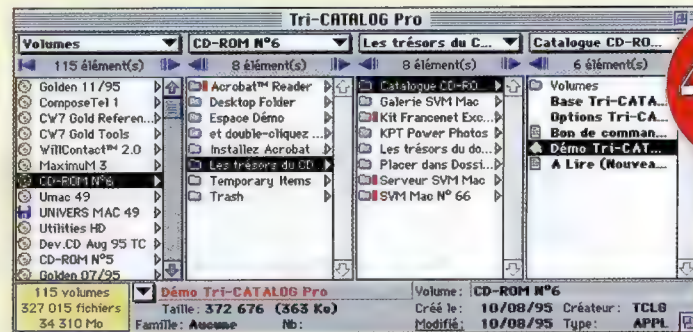 Tri-CATALOG Pro
Volumes
CD-ROM N°6
Les trésors du C...
Catalogue CD-RO...
115 élément(s)
8 élément(s)
8 élément(s)
6 élément(s)
Golden 11/95
ComposeTel 1
CW7 Gold Referen...
CW7 Gold Tools
WillContact™ 2.0
MaximuM 3
CD-ROM N°6
Umac 49
UNIVERS MAC 49
Utilities HD
Dev.CD Aug 95 TC
CD-ROM N°5
Golden 07/95
Acrobat™ Reader
Desktop Folder
Espace Démo
et double-cliquez ...
Installez Acrobat
Les trésors du CD
Temporary Items
Trash
Catalogue CD-RO...
Galerie SVM Mac
Kit Francenet Exc...
KPT Power Photos
Les trésors du do...
Placer dans Dossi...
Serveur SVM Mac
SVM Mac N° 66
Volumes
Base Tri-CATA...
Options Tri-CA...
Bon de comman...
Démo Tri-CAT...
A Lire (Nouvea...
115 volumes
327 015 fichiers
34 310 Mo
Démo Tri-CATALOG Pro
Taille : 372 676 (363 Ko)
Famille : Aucune Nb :
Volume : CD-ROM N°6
Créé le : 10/08/95 Créateur : TCLG
Modifié : 10/08/95 Type : APPL